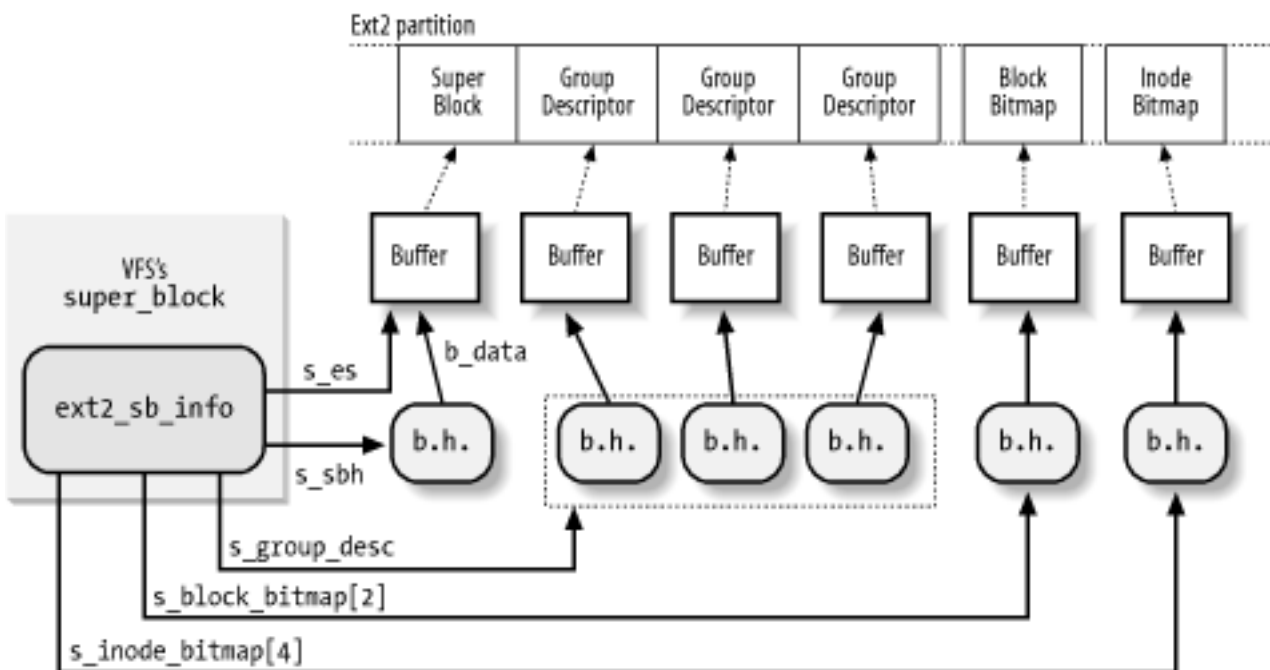 Ext2 partition
Super
Block
Group
Descriptor
Group
Descriptor
Group
Descriptor
Block
Bitmap
Inode
Bitmap
Buffer
Buffer
Buffer
Buffer
Buffer
Buffer
VFS's
super_block
b_data
s_es
ext2_sb_info
b.h.
b.h.
b.h.
b.h.
b.h.
b.h.
s_sbh
s_group_desc
s_block_bitmap[2]
s_inode_bitmap[4]